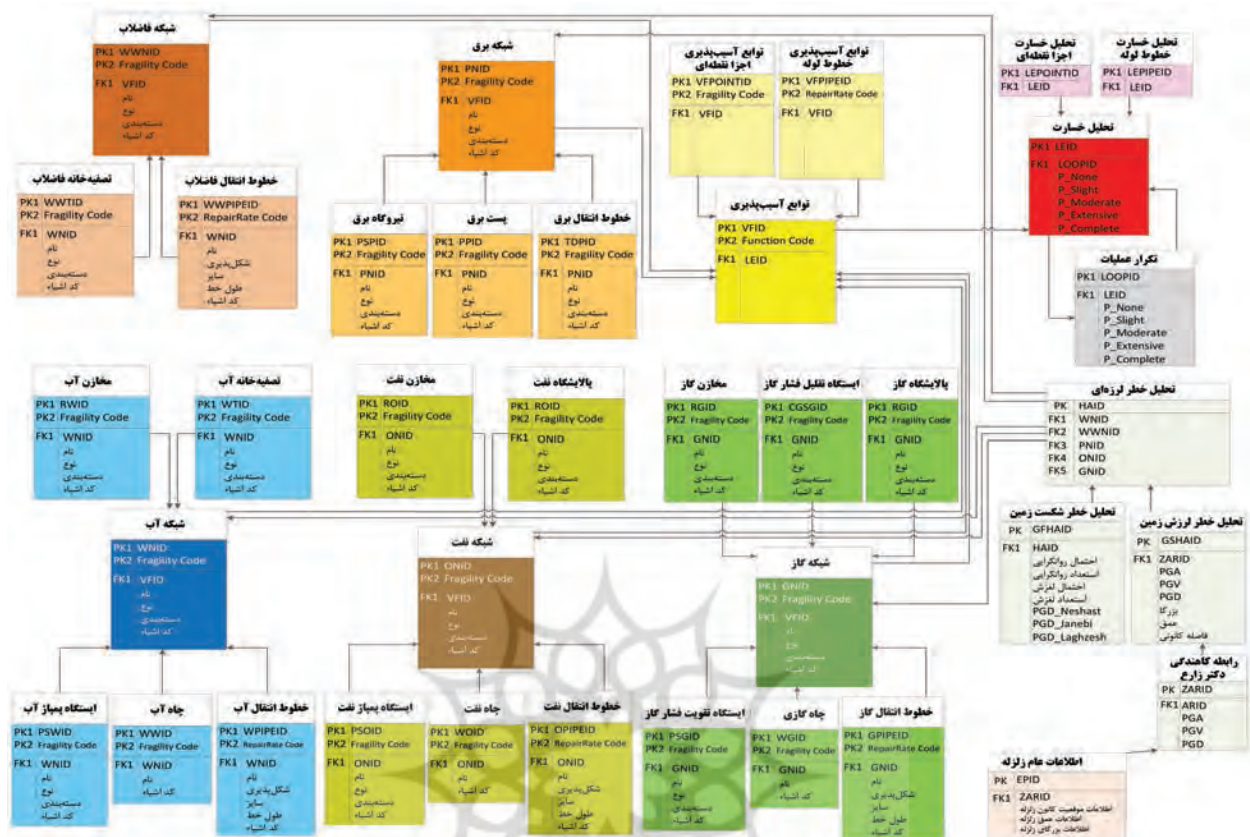 شبکه فاضلاب
PK1 WWNID
PK2 Fragility Code
FK1 VFID
نام
نوع
دسته‌بندی
کد اشیاء
شبکه برق
PK1 PNID
PK2 Fragility Code
FK1 VFID
نام
نوع
دسته‌بندی
کد اشیاء
توابع آسیب‌پذیری
اجزا نقطه‌ای
PK1 VFPOINTID
PK2 Fragility Code
FK1 VFID
توابع آسیب‌پذیری
خطوط لوله
PK1 VFPIPEID
PK2 RepairRate Code
FK1 VFID
تحلیل خسارت
اجزا نقطه‌ای
PK1 LEPOINTID
FK1 LEID
تحلیل خسارت
خطوط لوله
PK1 LEPIPEID
FK1 LEID
تحلیل خسارت
PK1 LEID
FK1 LOOPID
P_None
P_Slight
P_Moderate
P_Extensive
P_Complete
تصفیه‌خانه فاضلاب
PK1 WWTID
PK2 Fragility Code
FK1 WNID
نام
نوع
دسته‌بندی
کد اشیاء
خطوط انتقال فاضلاب
PK1 WWPIPEID
PK2 RepairRate Code
FK1 WNID
نام
شکل‌پذیری
سایز
طول خط
کد اشیاء
نیروگاه برق
PK1 PSPID
PK2 Fragility Code
FK1 PNID
نام
نوع
دسته‌بندی
کد اشیاء
پست برق
PK1 PPID
PK2 Fragility Code
FK1 PNID
نام
نوع
دسته‌بندی
کد اشیاء
خطوط انتقال برق
PK1 TDPID
PK2 Fragility Code
FK1 PNID
نام
نوع
دسته‌بندی
کد اشیاء
توابع آسیب‌پذیری
PK1 VFID
PK2 Function Code
FK1 LEID
تکرار عملیات
PK1 LOOPID
FK1 LEID
P_None
P_Slight
P_Moderate
P_Extensive
P_Complete
مخازن آب
PK1 RWID
PK2 Fragility Code
FK1 WNID
نام
نوع
دسته‌بندی
کد اشیاء
تصفیه‌خانه آب
PK1 WTID
PK2 Fragility Code
FK1 WNID
نام
نوع
دسته‌بندی
کد اشیاء
مخازن نفت
PK1 ROID
PK2 Fragility Code
FK1 ONID
نام
نوع
دسته‌بندی
کد اشیاء
پالایشگاه نفت
PK1 ROID
PK2 Fragility Code
FK1 ONID
نام
نوع
دسته‌بندی
کد اشیاء
مخازن گاز
PK1 RGID
PK2 Fragility Code
FK1 GNID
نام
نوع
دسته‌بندی
کد اشیاء
ایستگاه تقلیل فشار گاز
PK1 CGSGID
PK2 Fragility Code
FK1 GNID
نام
نوع
دسته‌بندی
کد اشیاء
پالایشگاه گاز
PK1 RGID
PK2 Fragility Code
FK1 GNID
نام
نوع
دسته‌بندی
کد اشیاء
تحلیل خطر لرزه‌ای
PK HAID
FK1 WNID
FK2 WWNID
FK3 PNID
FK4 ONID
FK5 GNID
شبکه آب
PK1 WNID
PK2 Fragility Code
FK1 VFID
نام
نوع
دسته‌بندی
کد اشیاء
شبکه نفت
PK1 ONID
PK2 Fragility Code
FK1 VFID
نام
نوع
دسته‌بندی
کد اشیاء
شبکه گاز
PK1 GNID
PK2 Fragility Code
FK1 VFID
نام
نوع
دسته‌بندی
کد اشیاء
تحلیل خطر شکست زمین
PK GFHAID
FK1 HAID
احتمال روانگرایی
استعداد روانگرایی
احتمال لغزش
استعداد لغزش
PGD_Neshast
PGD_Janebi
PGD_Laghzesh
تحلیل خطر لرزش زمین
PK GSHAID
FK1 ZARID
PGA
PGV
PGD
بزرگا
عمق
فاصله کانونی
ایستگاه پمپاژ آب
PK1 PSWID
PK2 Fragility Code
FK1 WNID
نام
نوع
دسته‌بندی
کد اشیاء
چاه آب
PK1 WWID
PK2 Fragility Code
FK1 WNID
نام
کد اشیاء
خطوط انتقال آب
PK1 WPIPEID
PK2 RepairRate Code
FK1 WNID
نام
شکل‌پذیری
سایز
طول خط
کد اشیاء
ایستگاه پمپاژ نفت
PK1 PSOID
PK2 Fragility Code
FK1 ONID
نام
نوع
دسته‌بندی
کد اشیاء
چاه نفت
PK1 WOID
PK2 Fragility Code
FK1 ONID
نام
کد اشیاء
خطوط انتقال نفت
PK1 OPIPEID
PK2 RepairRate Code
FK1 ONID
نام
شکل‌پذیری
سایز
طول خط
کد اشیاء
ایستگاه تقویت فشار گاز
PK1 PSGID
PK2 Fragility Code
FK1 GNID
نام
نوع
دسته‌بندی
کد اشیاء
چاه گازی
PK1 WGID
PK2 Fragility Code
FK1 GNID
نام
کد اشیاء
خطوط انتقال گاز
PK1 GPIPEID
PK2 RepairRate Code
FK1 GNID
نام
شکل‌پذیری
سایز
طول خط
کد اشیاء
رابطه کاهندگی
دکتر زارع
PK ZARID
FK1 ARID
PGA
PGV
PGD
اطلاعات عام زلزله
PK EPID
FK1 ZARID
اطلاعات موقعیت کانون زلزله
اطلاعات عمق زلزله
اطلاعات بزرگای زلزله